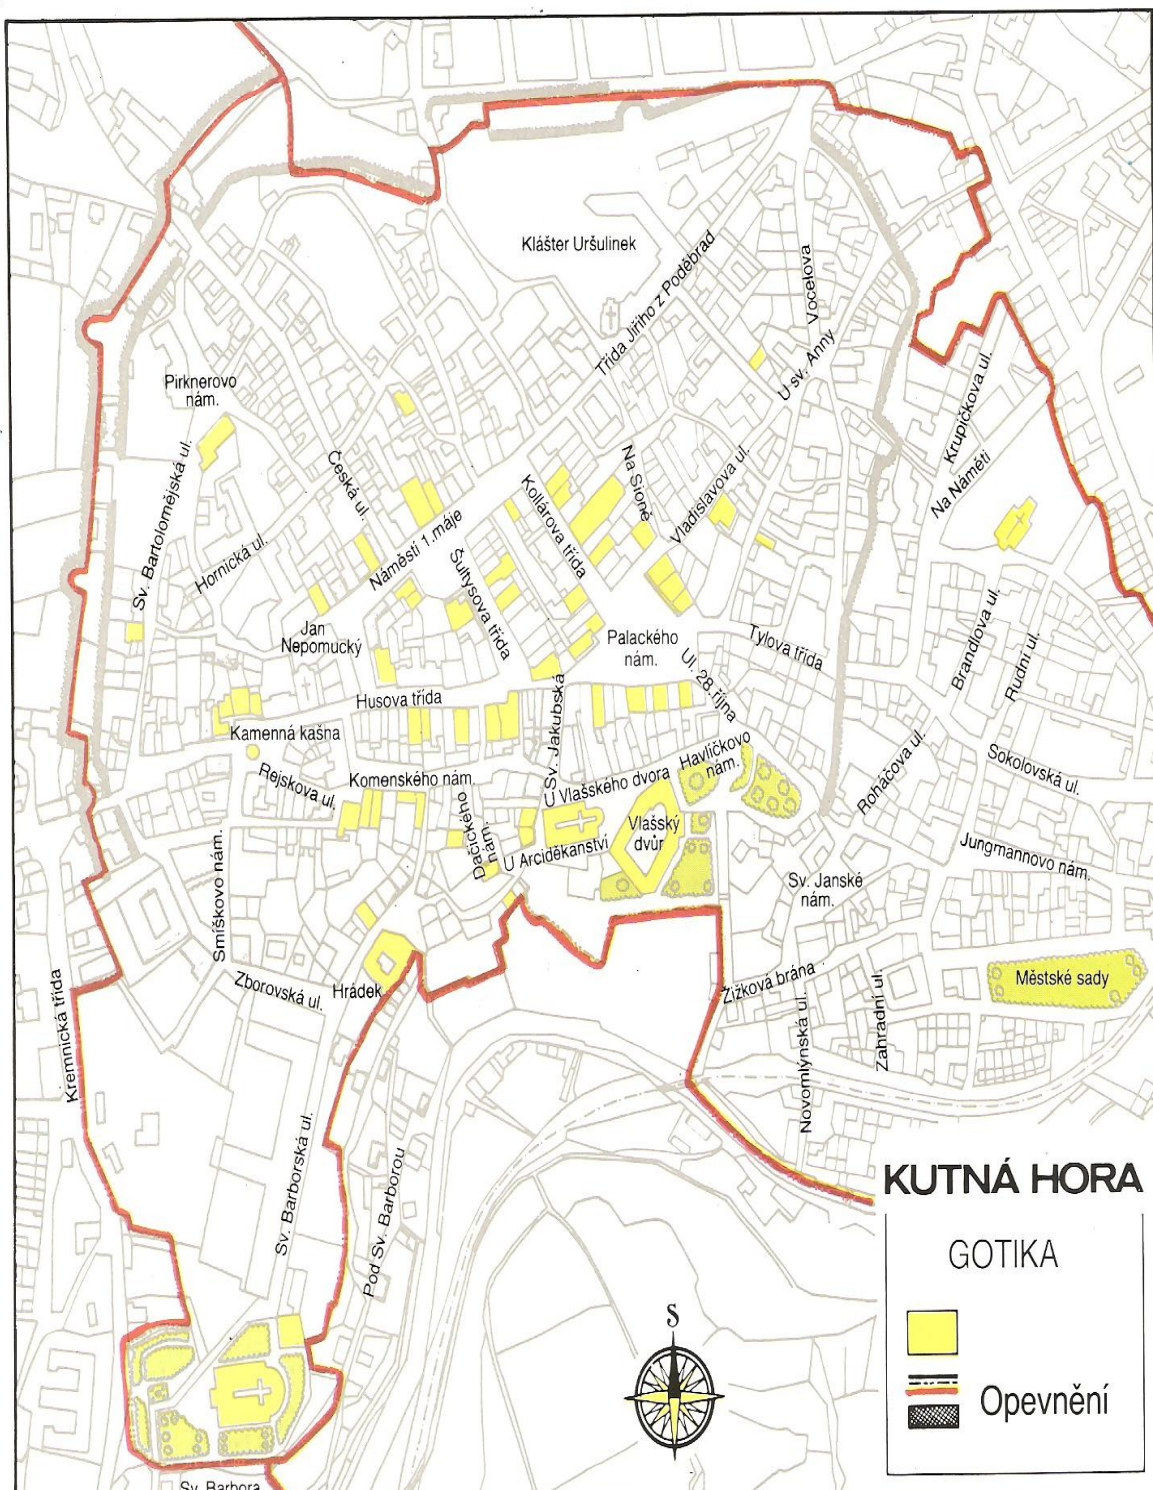 Klášter Uršulinek
Třída Jiřího z Poděbrad
Vocelova
U sv. Anny
Krupičkova ul.
Na Náměti
Pirknerovo
nám.
Sv. Bartolomějská ul.
Česká ul.
Hornická ul.
Náměstí 1.máje
Kollárova třída
Na Sioně
Vladislavova ul.
Šultysova třída
Jan
Nepomucký
Palackého
nám.
Tylova třída
Ul. 28.října
Brandlova ul.
Rudní ul.
Husova třída
Sv. Jakubská
Kamenná kašna
Rejskova ul.
Komenského nám.
U Vlašského dvora
Havlíčkovo
nám.
Roháčova ul.
Sokolovská ul.
Dačického
nám.
U Arciděkanství
Vlašský
dvůr
Jungmannovo nám.
Sv. Janské
nám.
Smíškovo nám.
Zborovská ul.
Hrádek
Kremnická třída
Žižkova brána
Novomlýnská ul.
Zahradní ul.
Městské sady
Sv. Barborská ul.
Pod Sv. Barborou
Sv. Barbora
S
KUTNÁ HORA
GOTIKA
Opevnění